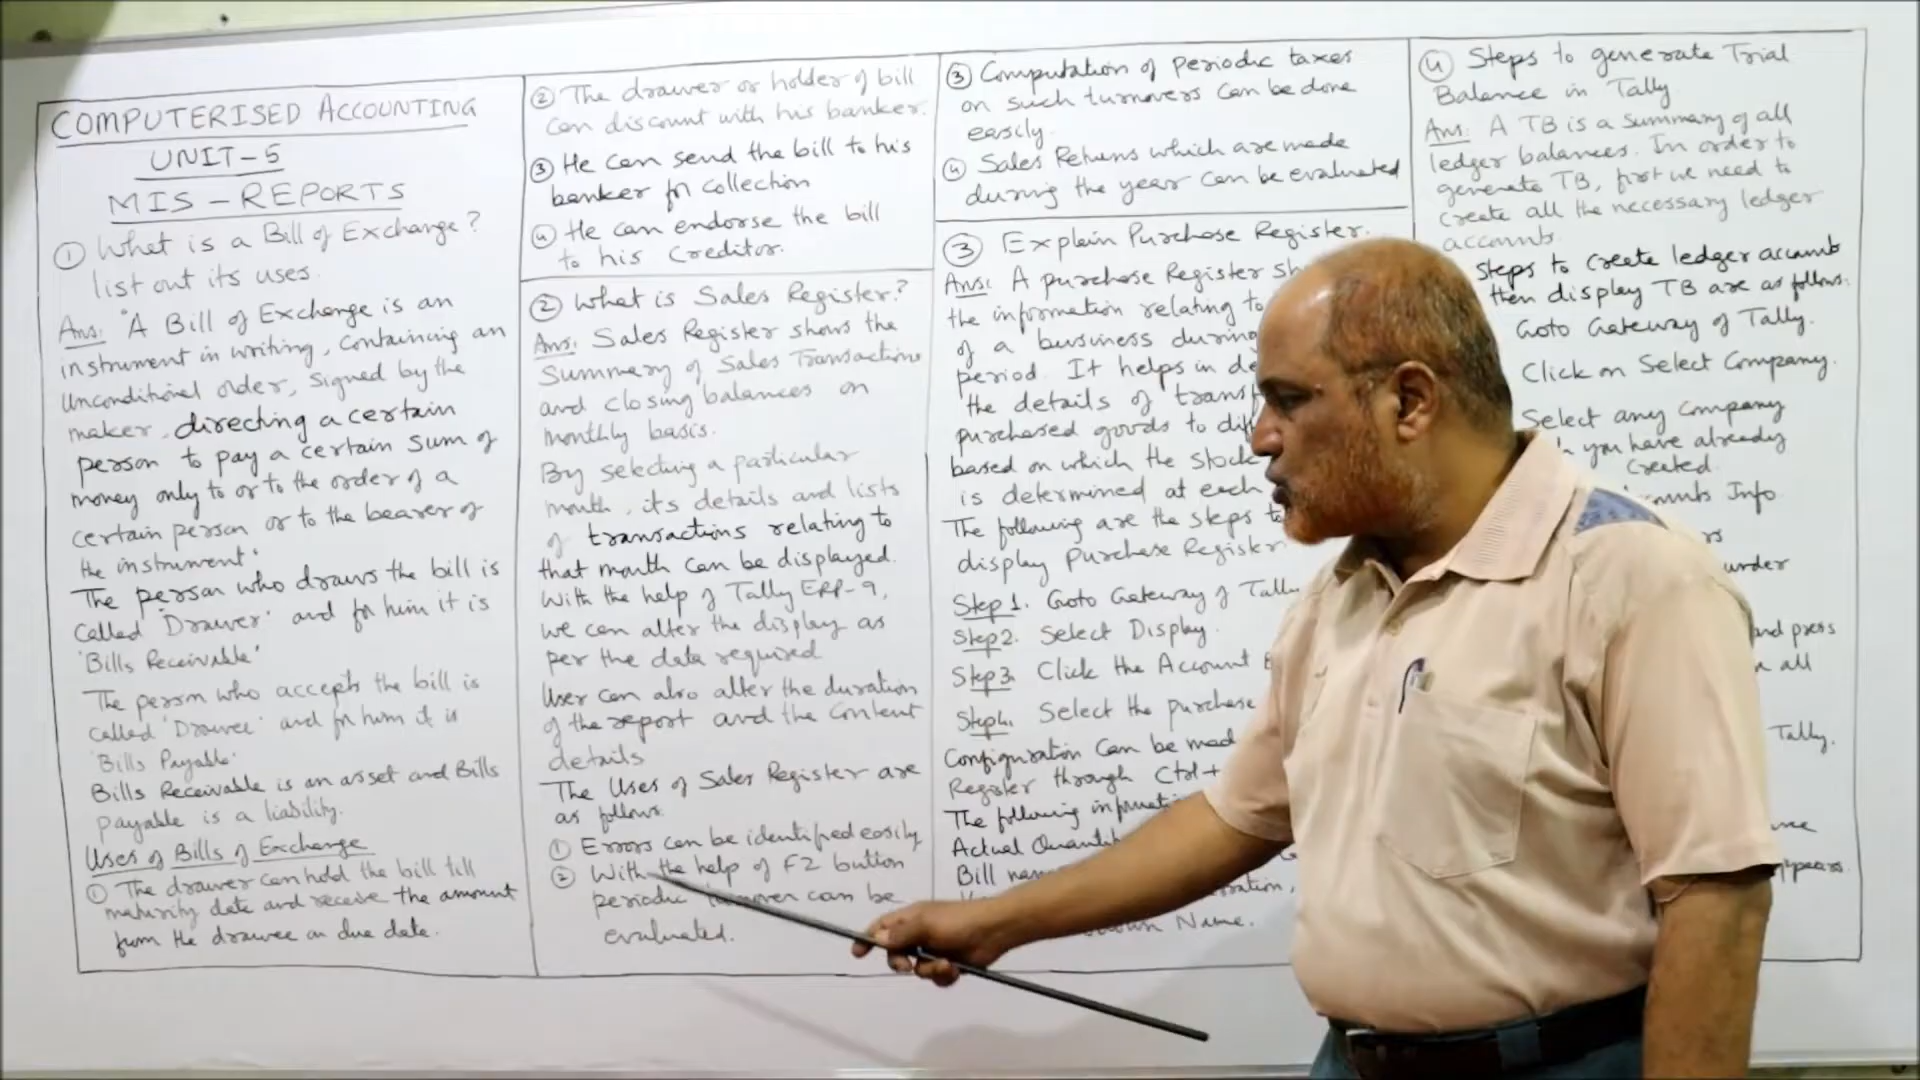 COMPUTERISED ACCOUNTING
UNIT-5
MIS-REPORTS
① What is a Bill of Exchange?
list out its uses.
Ans: "A Bill of Exchange is an
instrument in writing, containing an
unconditional order, signed by the
maker, directing a certain
person to pay a certain sum of
money only to or to the order of a
certain person or to the bearer of
the instrument"
The person who draws the bill is
called 'Drawer' and for him it is
'Bills Receivable'
The person who accepts the bill is
called 'Drawee' and for him it is
'Bills Payable'
Bills Receivable is an asset and Bills
payable is a liability.
Uses of Bills of Exchange
① The drawer can hold the bill till
maturity date and receive the amount
from the drawee on due date.
② The drawer or holder of bill
can discount with his banker.
③ He can send the bill to his
banker for collection
④ He can endorse the bill
to his Creditor.
② What is Sales Register?
Ans: Sales Register shows the
Summary of Sales Transactions
and closing balances on
monthly basis.
By selecting a particular
month, its details and lists
of transactions relating to
that month can be displayed.
With the help of Tally ERP-9,
we can alter the display as
per the data required
User can also alter the duration
of the report and the content
details
The Uses of Sales Register are
as follows.
① Errors can be identified easily
② With the help of F2 button
periodic turnover can be
evaluated.
③ Computation of periodic taxes
on such turnovers can be done
easily.
④ Sales Returns which are made
during the year can be evaluated
③ Explain Purchase Register.
Ans: A purchase Register sh
the information relating to
of a business during
period. It helps in de
the details of transf
purchased goods to diff
based on which the stock
is determined at each
The following are the steps to
display Purchase Register
Step 1. Goto Gateway of Tally
Step 2. Select Display.
Step 3. Click the Account B
Step 4. Select the purchase
Configuration can be mad
Register through Ctrl+
The following informati
Actual Quantit
Bill nam
Name.
④ Steps to generate Trial
Balance in Tally
Ans: A TB is a summary of all
ledger balances. In order to
generate TB, first we need to
create all the necessary ledger
accounts.
Steps to create ledger accounts
then display TB are as follows:
Goto Gateway of Tally.
Click on Select Company.
Select any company
you have already
created.
counts Info
rs
under
and press
all
Tally.
appears.